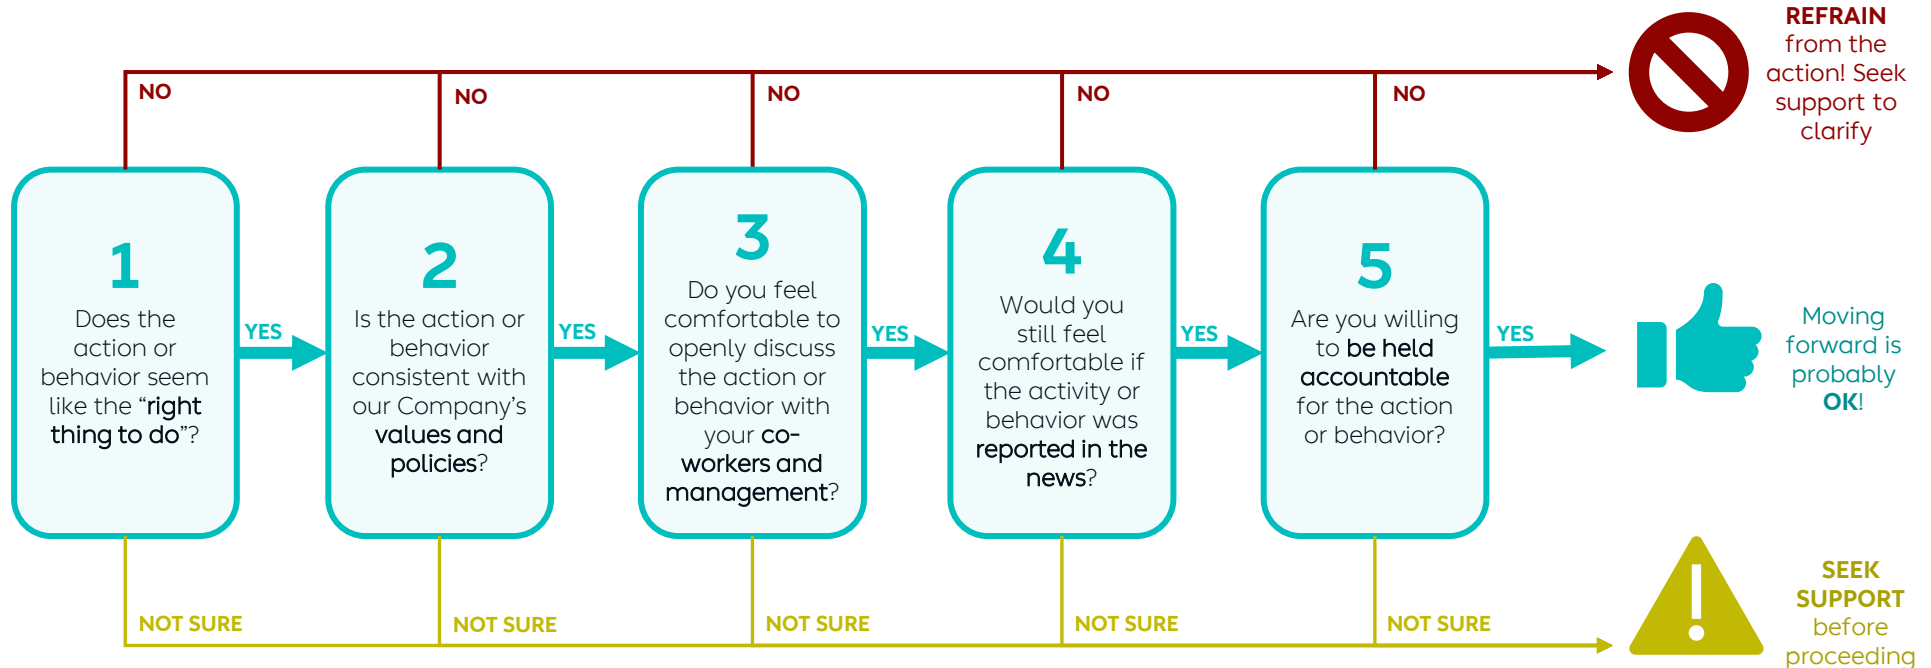 REFRAIN
from the
action! Seek
support to
clarify
NO
NO
NO
NO
NO
1
Does the
action or
behavior seem
like the “right
thing to do”?
YES
2
Is the action or
behavior
consistent with
our Company’s
values and
policies?
YES
3
Do you feel
comfortable to
openly discuss
the action or
behavior with
your co-
workers and
management?
YES
4
Would you
still feel
comfortable if
the activity or
behavior was
reported in the
news?
YES
5
Are you willing
to be held
accountable
for the action
or behavior?
YES
Moving
forward is
probably
OK!
NOT SURE
NOT SURE
NOT SURE
NOT SURE
NOT SURE
SEEK
SUPPORT
before
proceeding